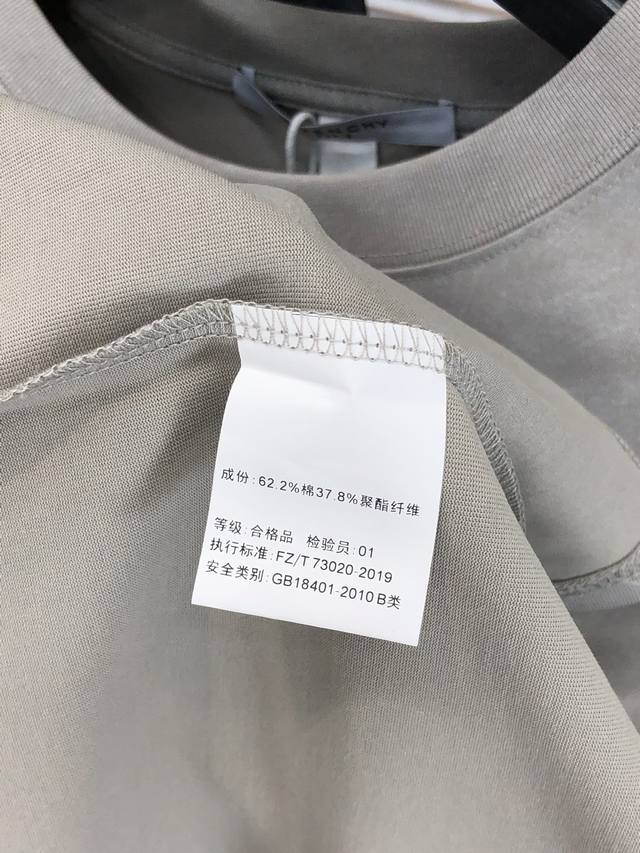 成份:62.2%棉37.8%聚酯纤维
等级:合格品 检验员:01
执行标准:FZ/T 73020-2019
安全类别:GB18401-2010 B类